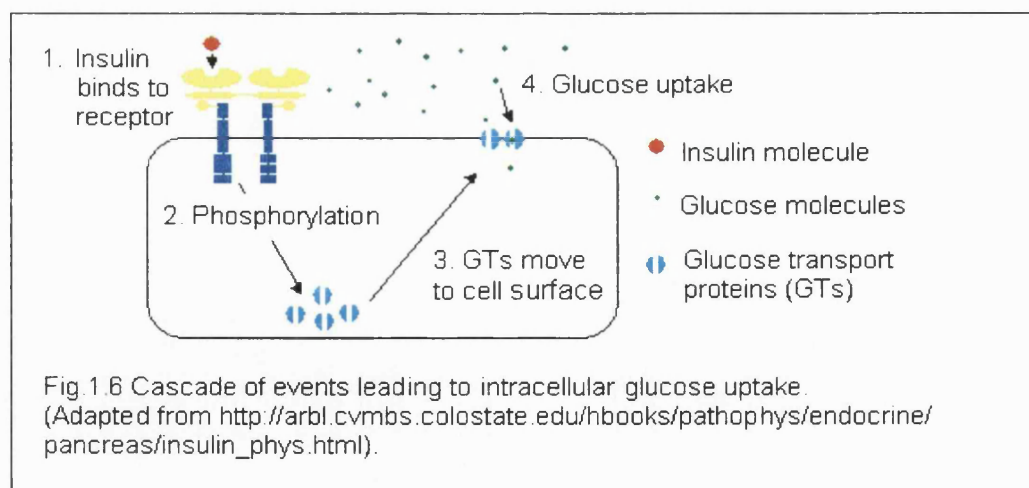 1. Insulin
binds to
receptor
4. Glucose uptake
2. Phosphorylation
3. GTs move
to cell surface
Insulin molecule
Glucose molecules
Glucose transport
proteins (GTs)
Fig.1.6 Cascade of events leading to intracellular glucose uptake.
(Adapted from http://arbl.cvmbs.colostate.edu/hbooks/pathophys/endocrine/
pancreas/insulin_phys.html).